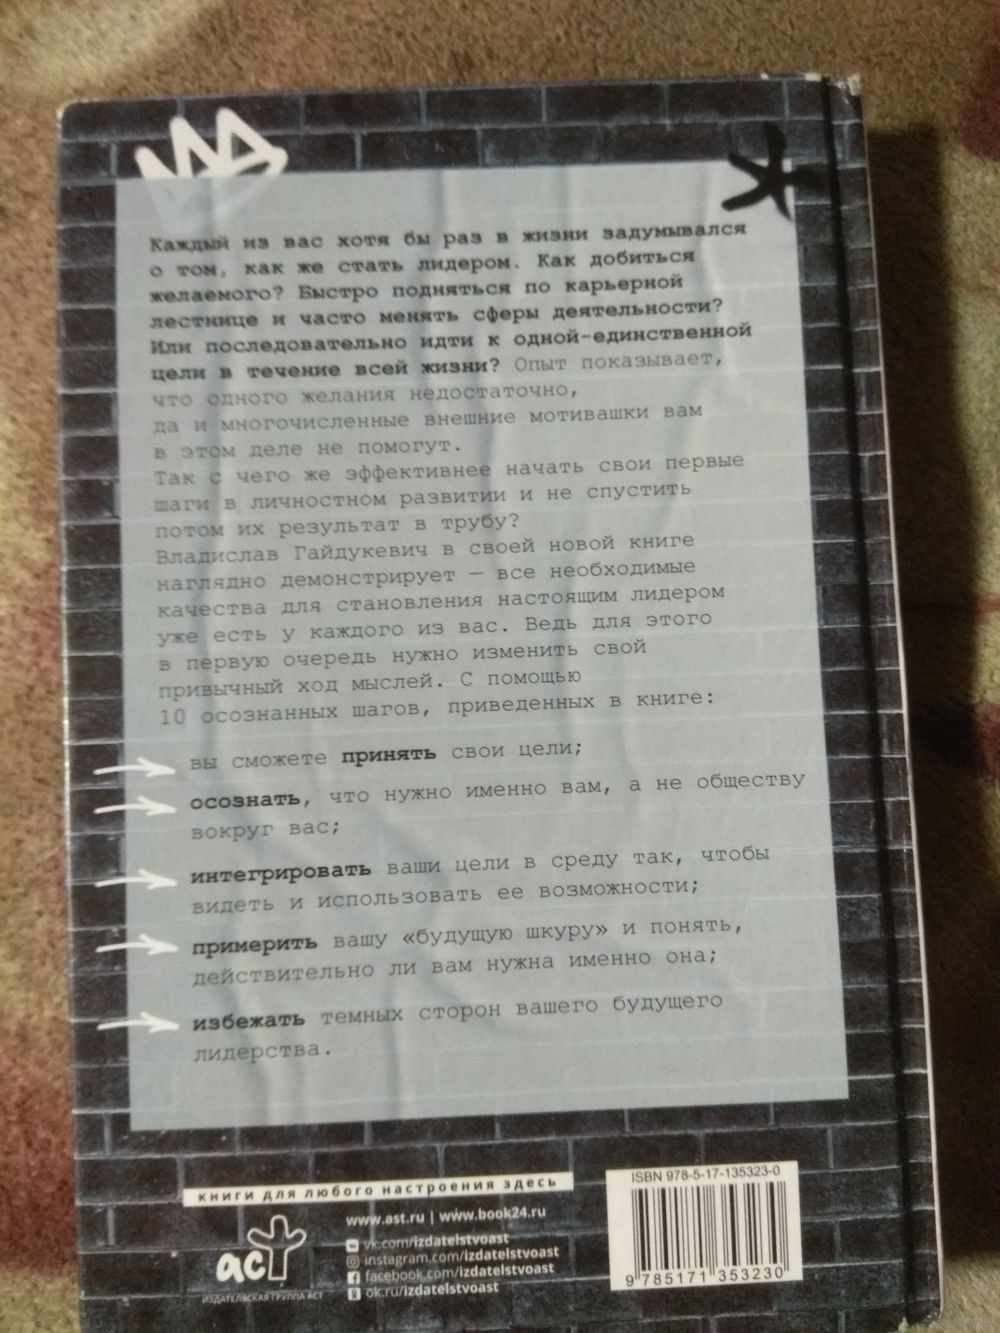 Каждый из вас хотя бы раз в жизни задумывался
о том, как же стать лидером. Как добиться
желаемого? Быстро подняться по карьерной
лестнице и часто менять сферы деятельности?
Или последовательно идти к одной-единственной
цели в течение всей жизни? Опыт показывает,
что одного желания недостаточно,
да и многочисленные внешние мотивашки вам
в этом деле не помогут.
Так с чего же эффективнее начать свои первые
шаги в личностном развитии и не спустить
потом их результат в трубу?
Владислав Гайдукевич в своей новой книге
наглядно демонстрирует — все необходимые
качества для становления настоящим лидером
уже есть у каждого из вас. Ведь для этого
в первую очередь нужно изменить свой
привычный ход мыслей. С помощью
10 осознанных шагов, приведенных в книге:
вы сможете принять свои цели;
осознать, что нужно именно вам, а не обществу
вокруг вас;
интегрировать ваши цели в среду так, чтобы
видеть и использовать ее возможности;
примерить вашу «будущую шкуру» и понять,
действительно ли вам нужна именно она;
избежать темных сторон вашего будущего
лидерства.
книги для любого настроения здесь
www.ast.ru | www.book24.ru
vk.com/izdatelstvoast
instagram.com/izdatelstvoast
facebook.com/izdatelstvoast
ok.ru/izdatelstvoast
аст
ИЗДАТЕЛЬСКАЯ ГРУППА АСТ
ISBN 978-5-17-135323-0
9 785171 353230